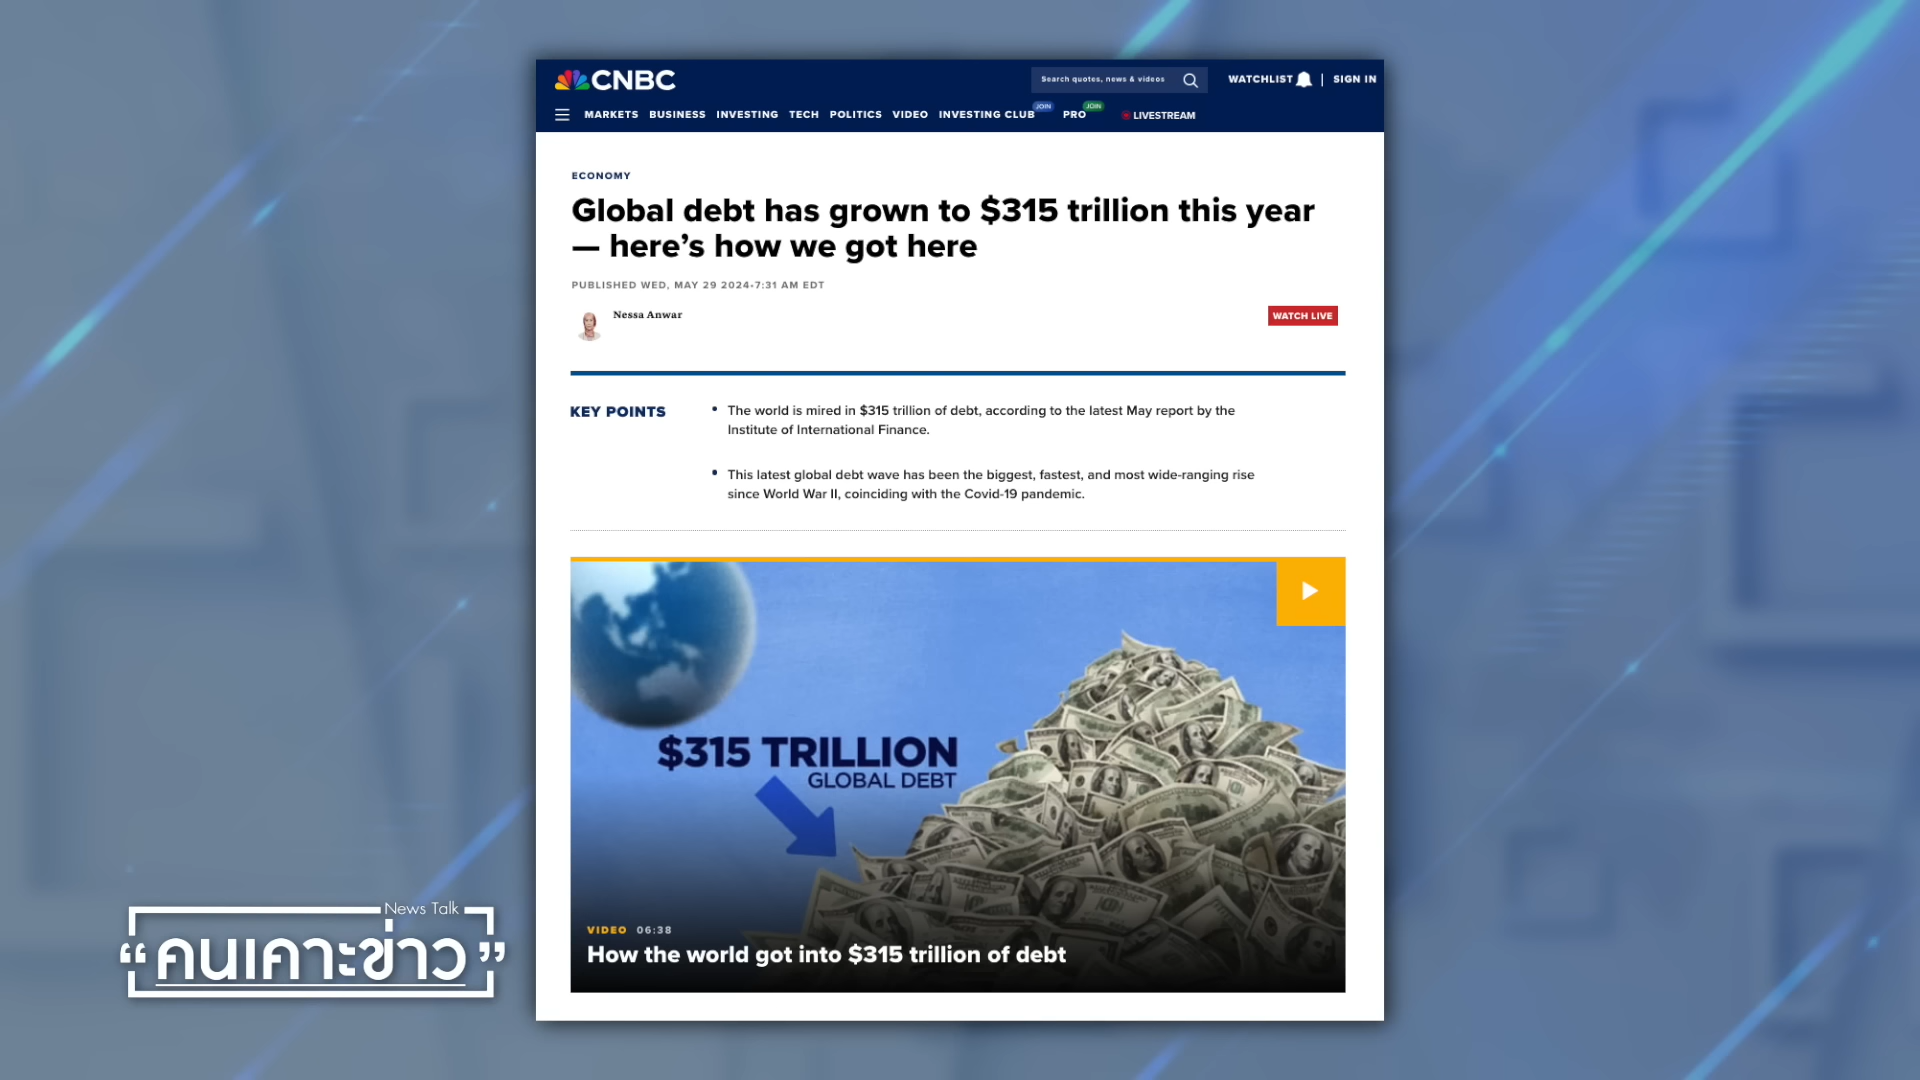 CNBC
Search quotes, news & videos
WATCHLIST | SIGN IN
MARKETS BUSINESS INVESTING TECH POLITICS VIDEO INVESTING CLUB JOIN PRO JOIN LIVESTREAM
ECONOMY
Global debt has grown to $315 trillion this year
— here’s how we got here
PUBLISHED WED, MAY 29 2024•7:31 AM EDT
Nessa Anwar
WATCH LIVE
KEY POINTS
• The world is mired in $315 trillion of debt, according to the latest May report by the
Institute of International Finance.
• This latest global debt wave has been the biggest, fastest, and most wide-ranging rise
since World War II, coinciding with the Covid-19 pandemic.
$315 TRILLION
GLOBAL DEBT
VIDEO 06:38
How the world got into $315 trillion of debt
News Talk
“คนเคาะข่าว”